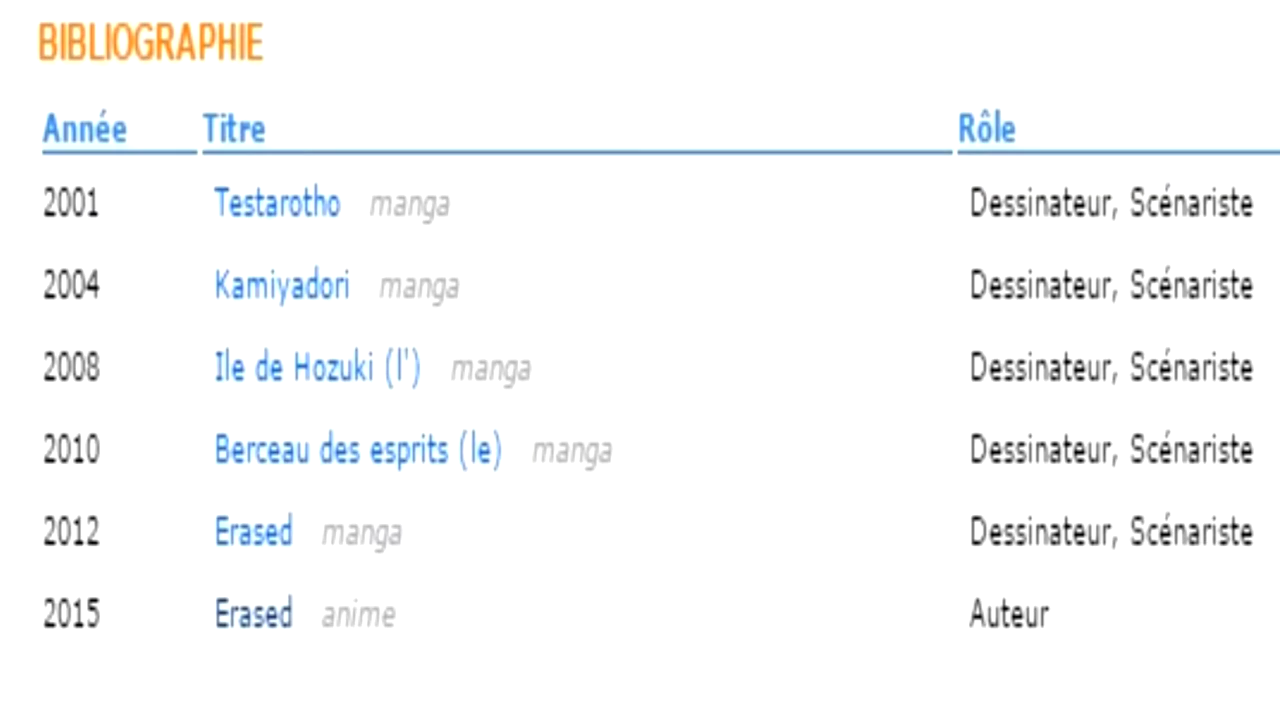 BIBLIOGRAPHIE
Année Titre Rôle
2001 Testarotho manga Dessinateur, Scénariste
2004 Kamiyadori manga Dessinateur, Scénariste
2008 Ile de Hozuki (l') manga Dessinateur, Scénariste
2010 Berceau des esprits (le) manga Dessinateur, Scénariste
2012 Erased manga Dessinateur, Scénariste
2015 Erased anime Auteur